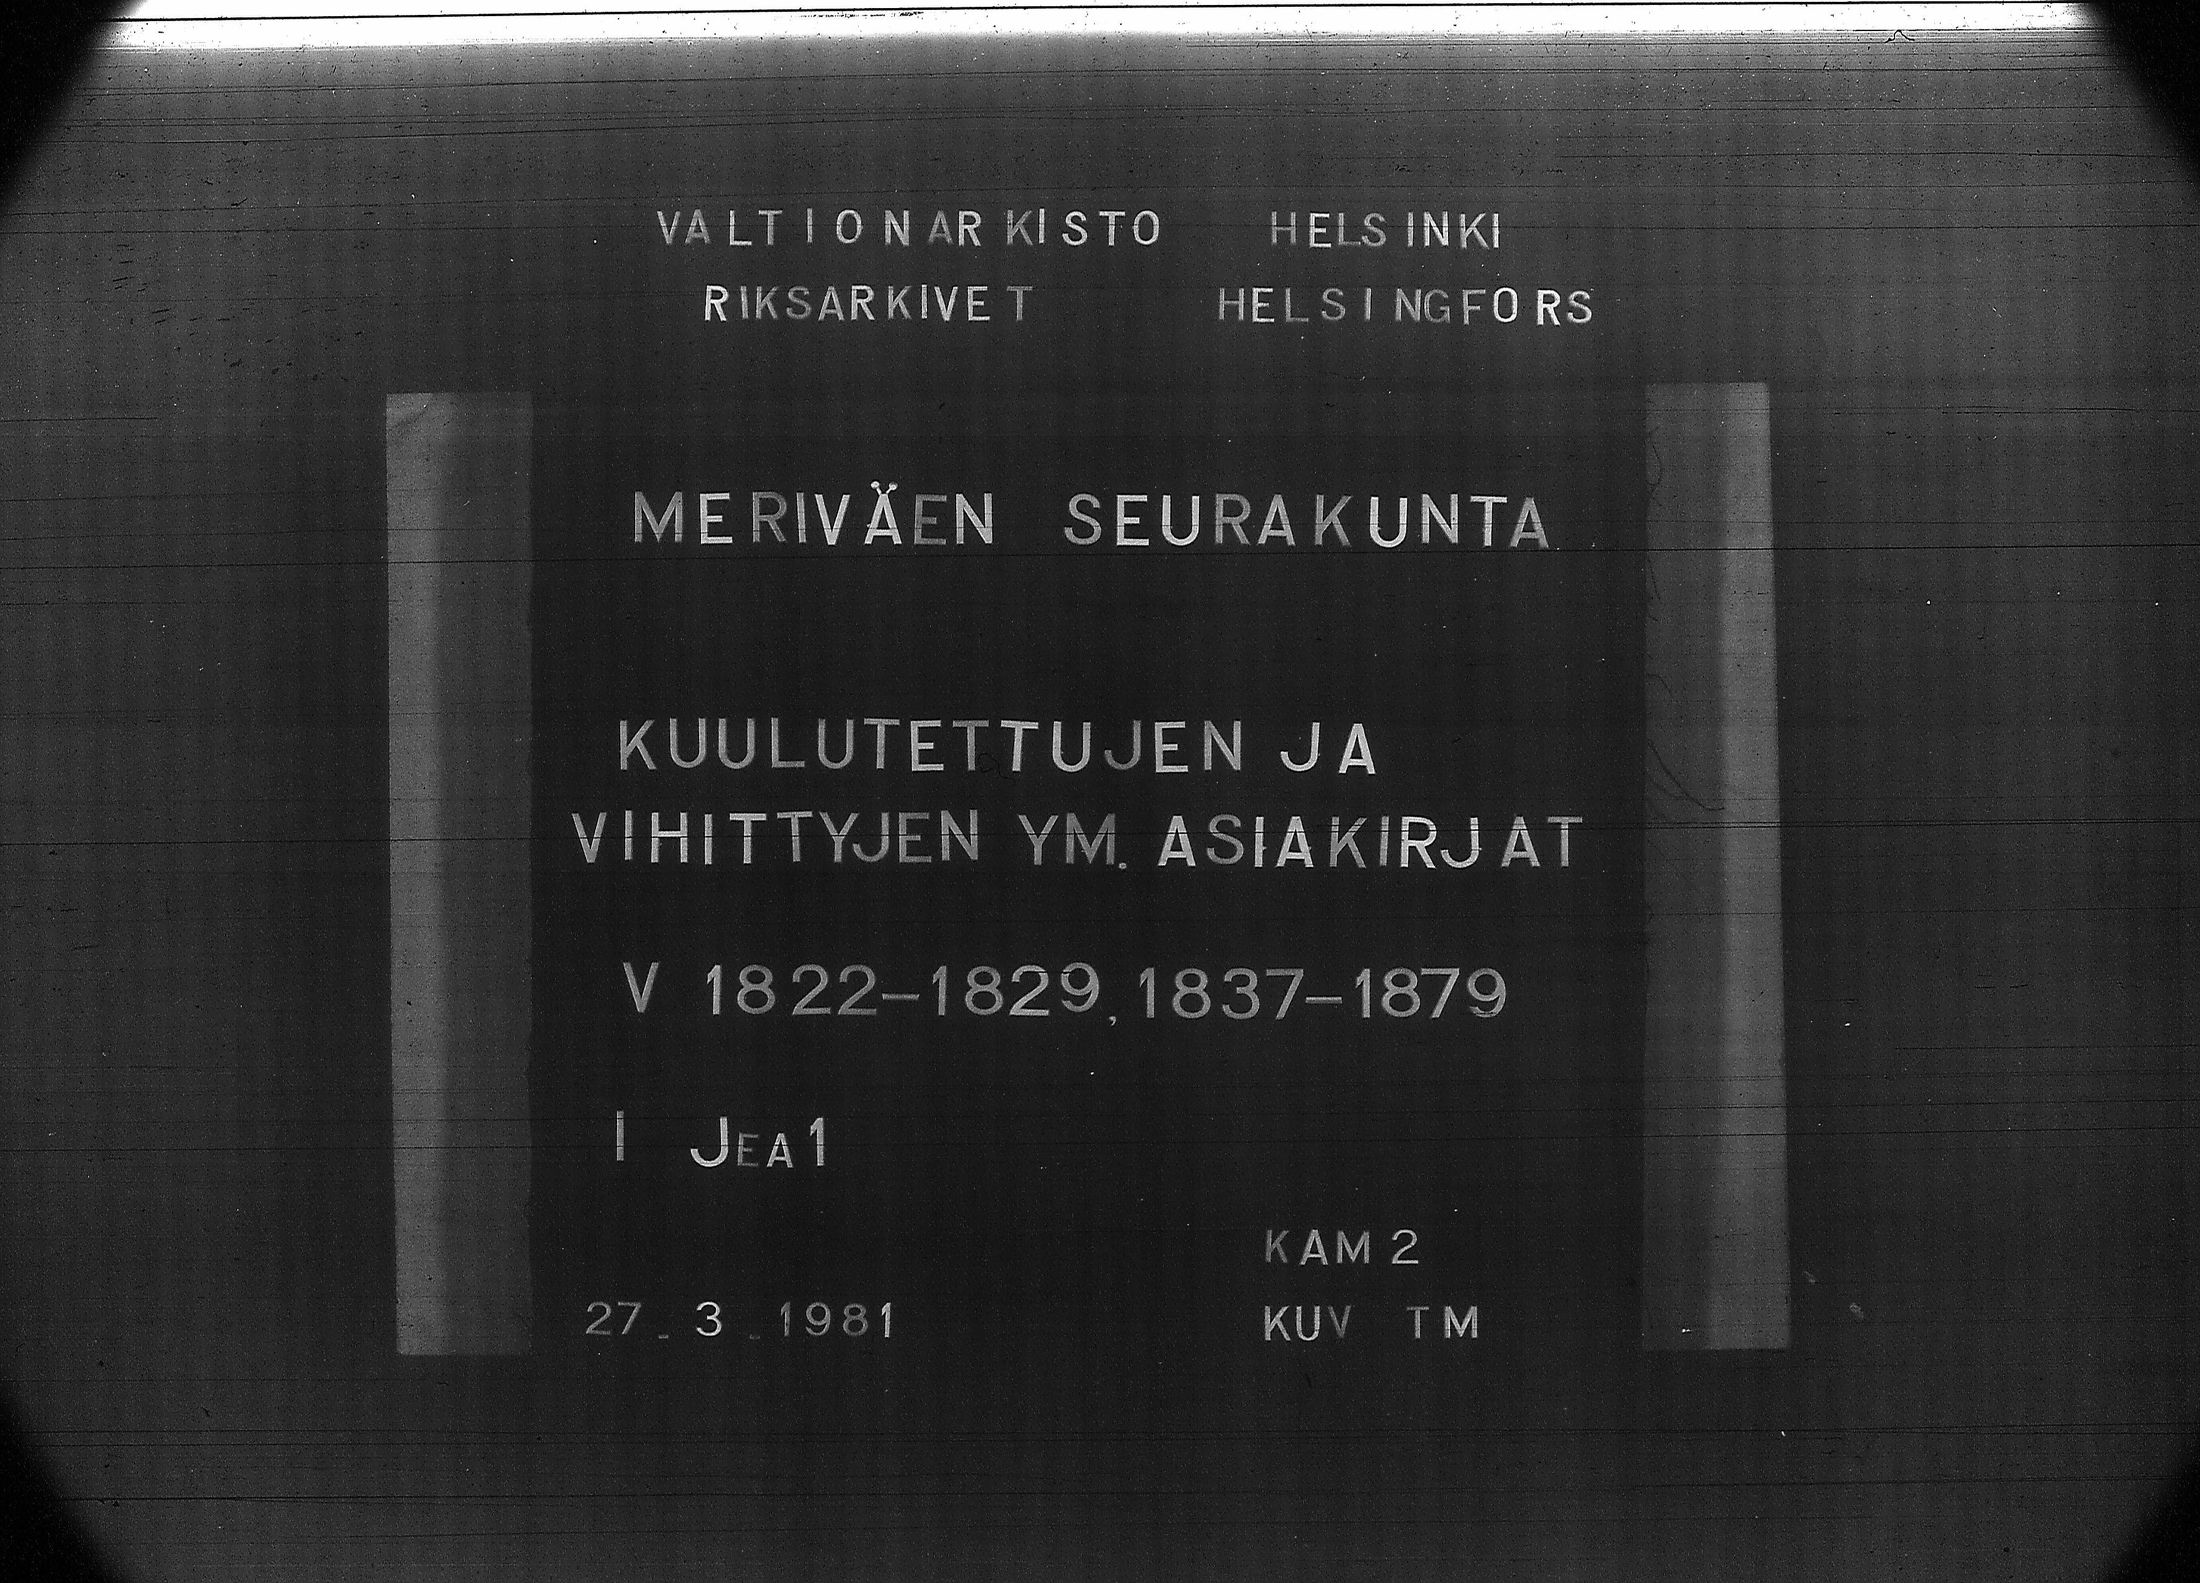 VALTIONARKISTO HELSINKI
RIKSARKIVET HELSINGFORS
MERIVÄEN SEURAKUNTA
KUULUTETTUJEN JA
VIHITTYJEN YM. ASIAKIRJAT
V 1822–1829, 1837–1879
I JEA1
KAM 2
27.3.1981 KUV TM